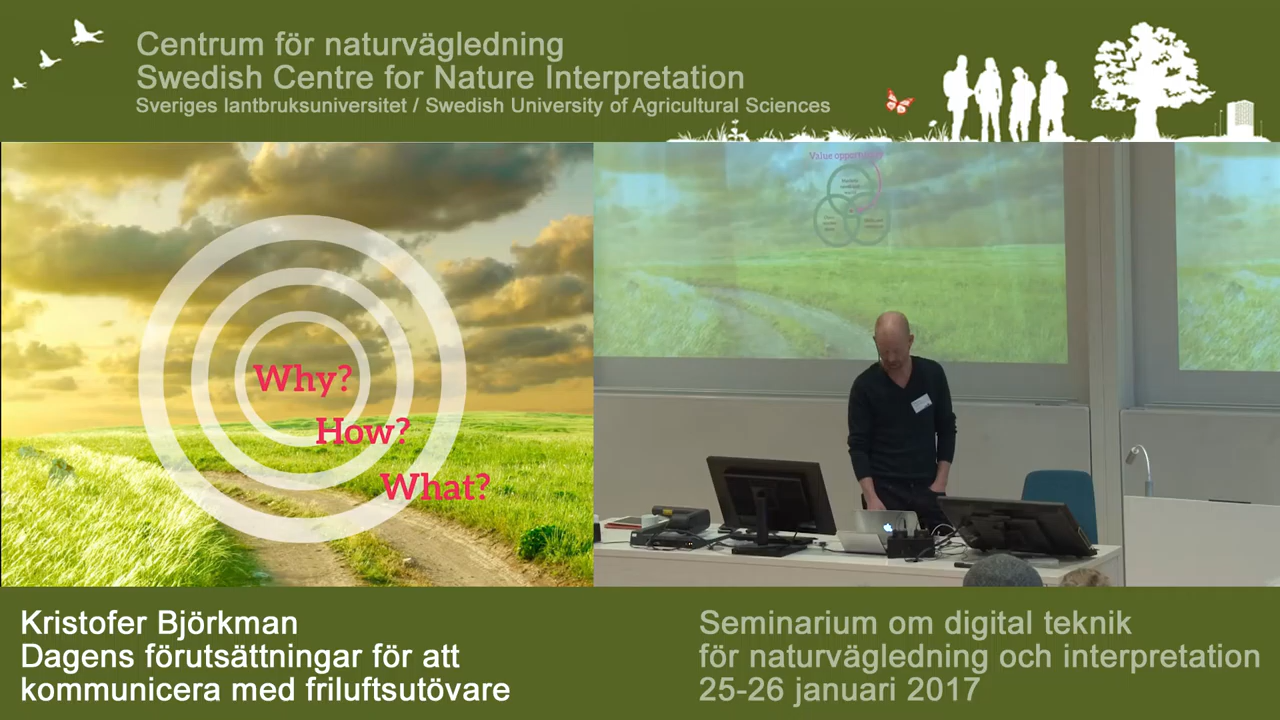 Centrum för naturvägledning
Swedish Centre for Nature Interpretation
Sveriges lantbruksuniversitet / Swedish University of Agricultural Sciences
Why?
How?
What?
Value
Kristofer Björkman
Dagens förutsättningar för att
kommunicera med friluftsutövare
Seminarium om digital teknik
för naturvägledning och interpretation
25-26 januari 2017